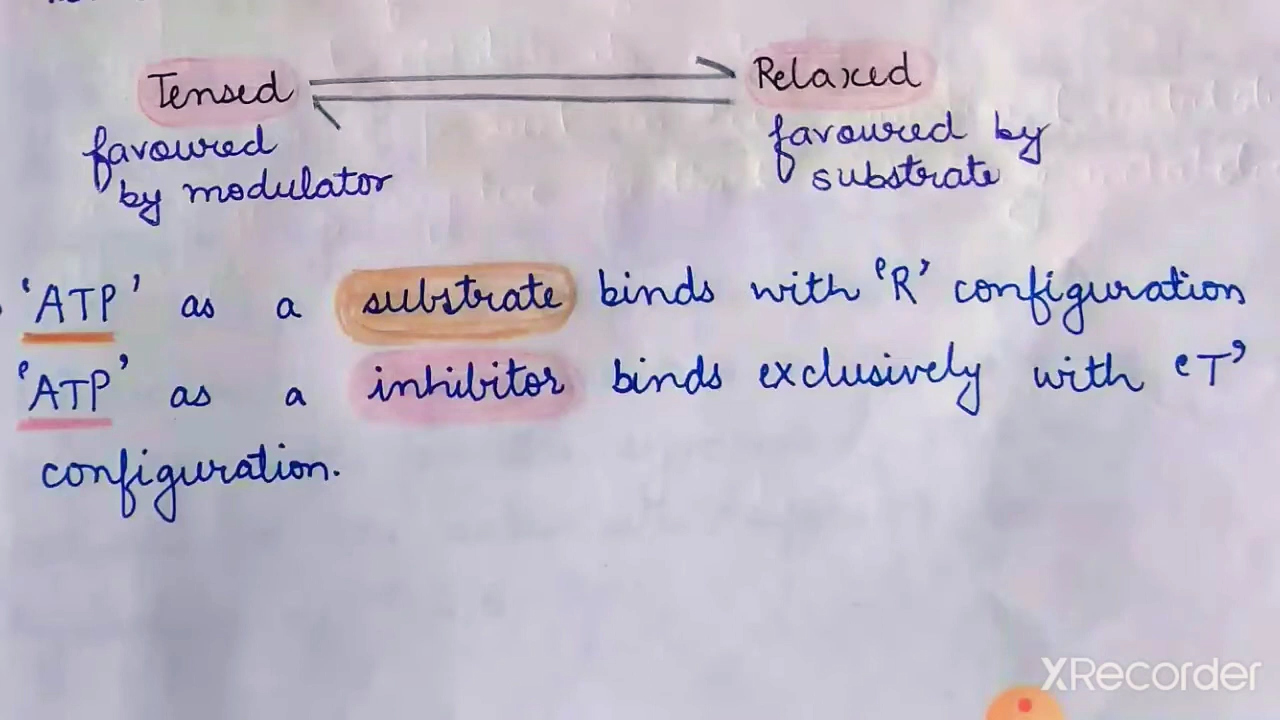 Tensed Relaxed
favoured by modulator
favoured by substrate
'ATP' as a substrate binds with 'R' configuration
'ATP' as a inhibitor binds exclusively with 'T'
configuration.
XRecorder